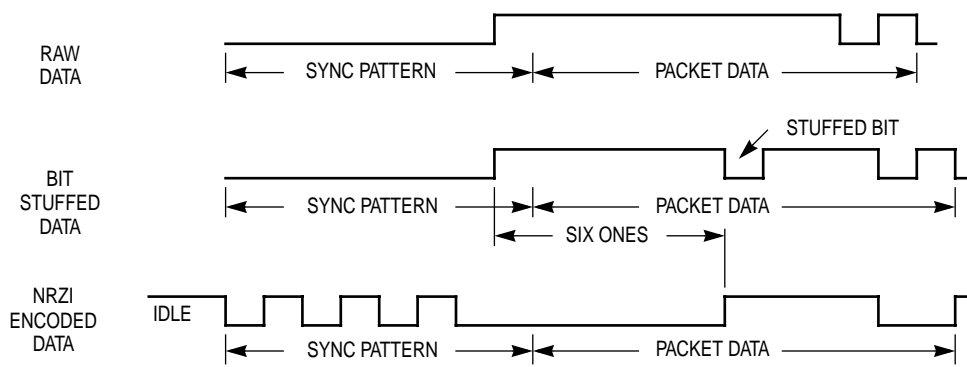 RAW
DATA
SYNC PATTERN
PACKET DATA
STUFFED BIT
BIT
STUFFED
DATA
SYNC PATTERN
PACKET DATA
SIX ONES
NRZI
ENCODED
DATA
IDLE
SYNC PATTERN
PACKET DATA